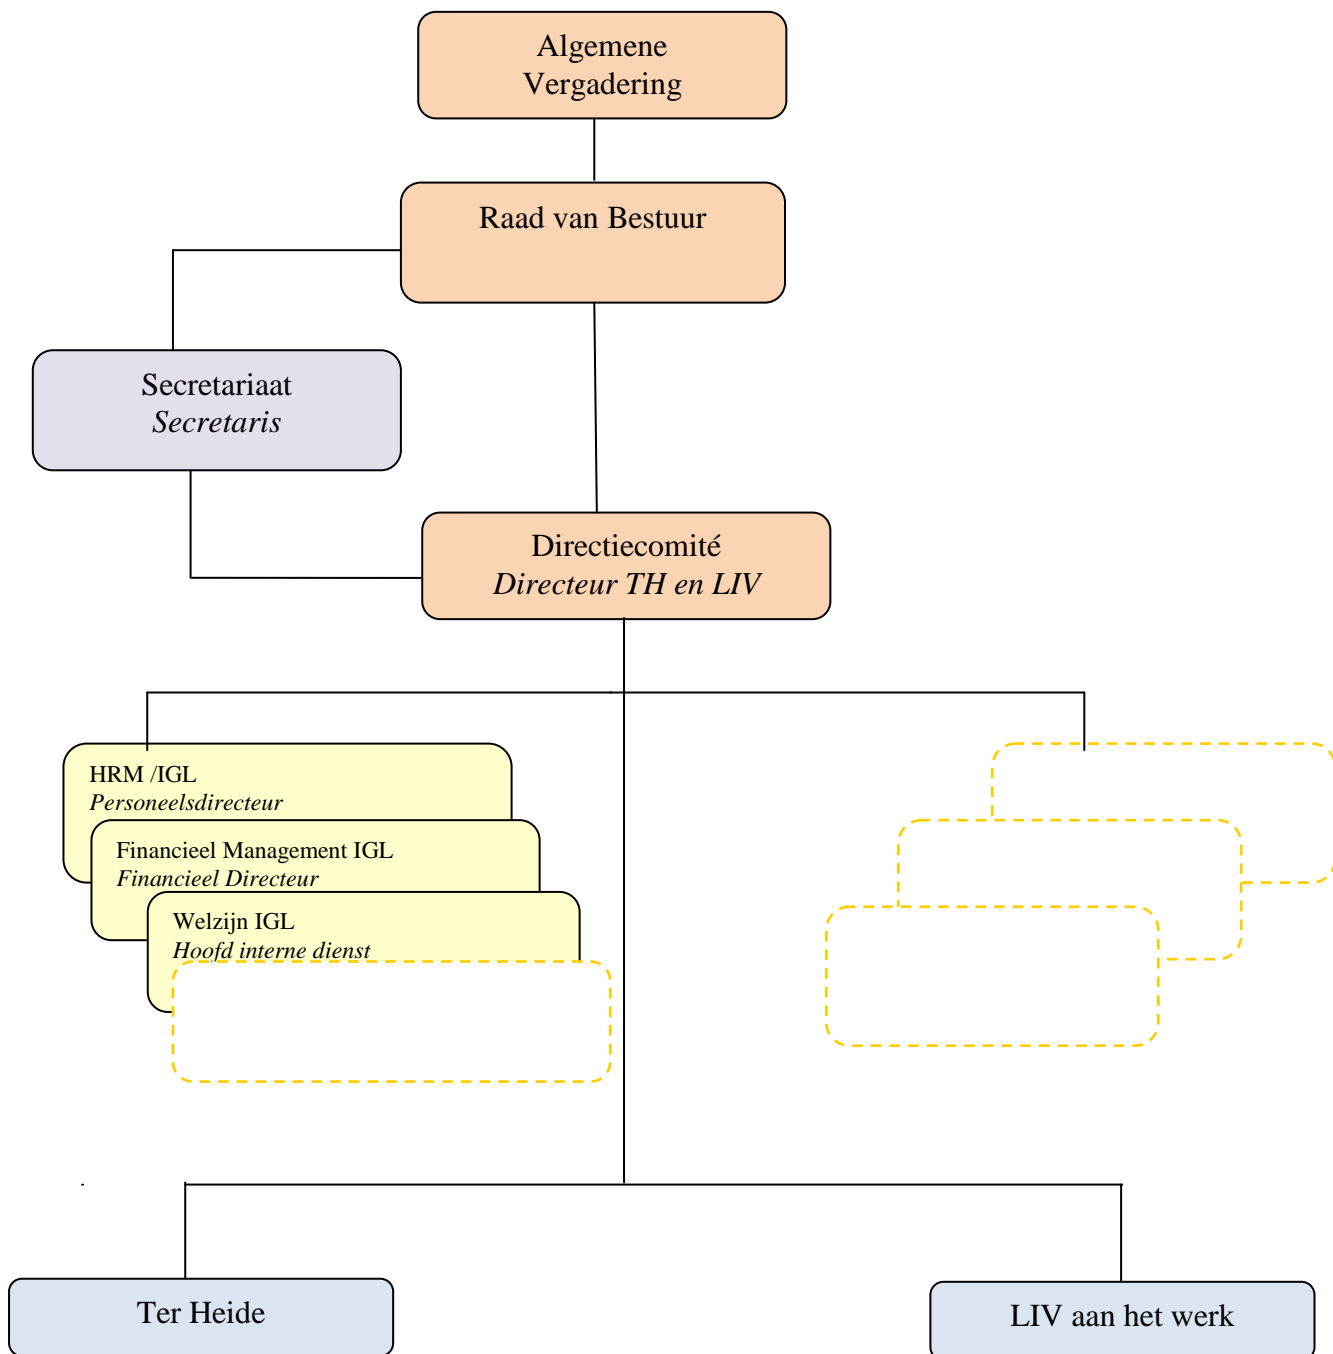 Algemene
Vergadering
Raad van Bestuur
Secretariaat
Secretaris
Directiecomité
Directeur TH en LIV
HRM /IGL
Personeelsdirecteur
Financieel Management IGL
Financieel Directeur
Welzijn IGL
Hoofd interne dienst
Ter Heide
LIV aan het werk